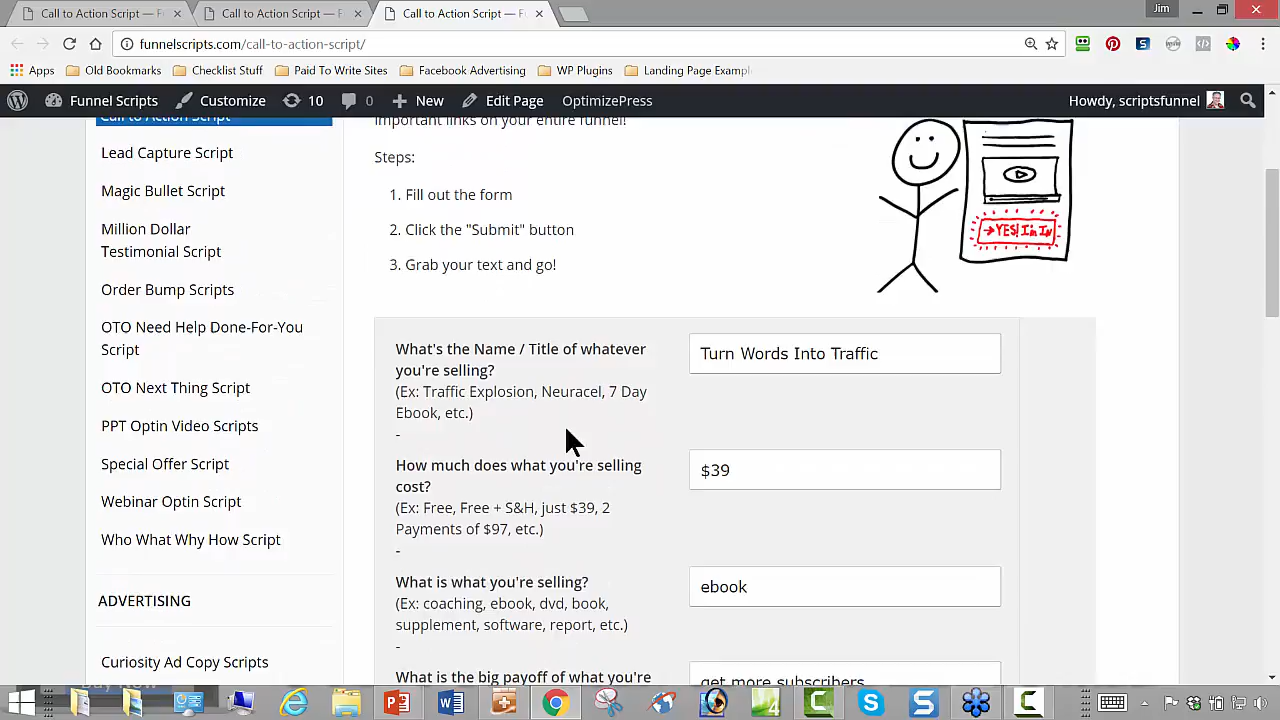 Call to Action Script — F
Call to Action Script — F
Call to Action Script — F
Jim
funnelscripts.com/call-to-action-script/
Apps
Old Bookmarks
Checklist Stuff
Paid To Write Sites
Facebook Advertising
WP Plugins
Landing Page Exampl
Funnel Scripts
Customize
10
0
New
Edit Page
OptimizePress
Howdy, scriptsfunnel
Call to Action Script
Lead Capture Script
Magic Bullet Script
Million Dollar
Testimonial Script
Order Bump Scripts
OTO Need Help Done-For-You
Script
OTO Next Thing Script
PPT Optin Video Scripts
Special Offer Script
Webinar Optin Script
Who What Why How Script
ADVERTISING
Curiosity Ad Copy Scripts
important links on your entire funnel!
Steps:
1. Fill out the form
2. Click the "Submit" button
3. Grab your text and go!
→YES! I'm In
What's the Name / Title of whatever
you're selling?
(Ex: Traffic Explosion, Neuracel, 7 Day
Ebook, etc.)
-
Turn Words Into Traffic
How much does what you're selling
cost?
(Ex: Free, Free + S&H, just $39, 2
Payments of $97, etc.)
-
$39
What is what you're selling?
(Ex: coaching, ebook, dvd, book,
supplement, software, report, etc.)
-
ebook
What is the big payoff of what you're
get more subscribers
Buy Now